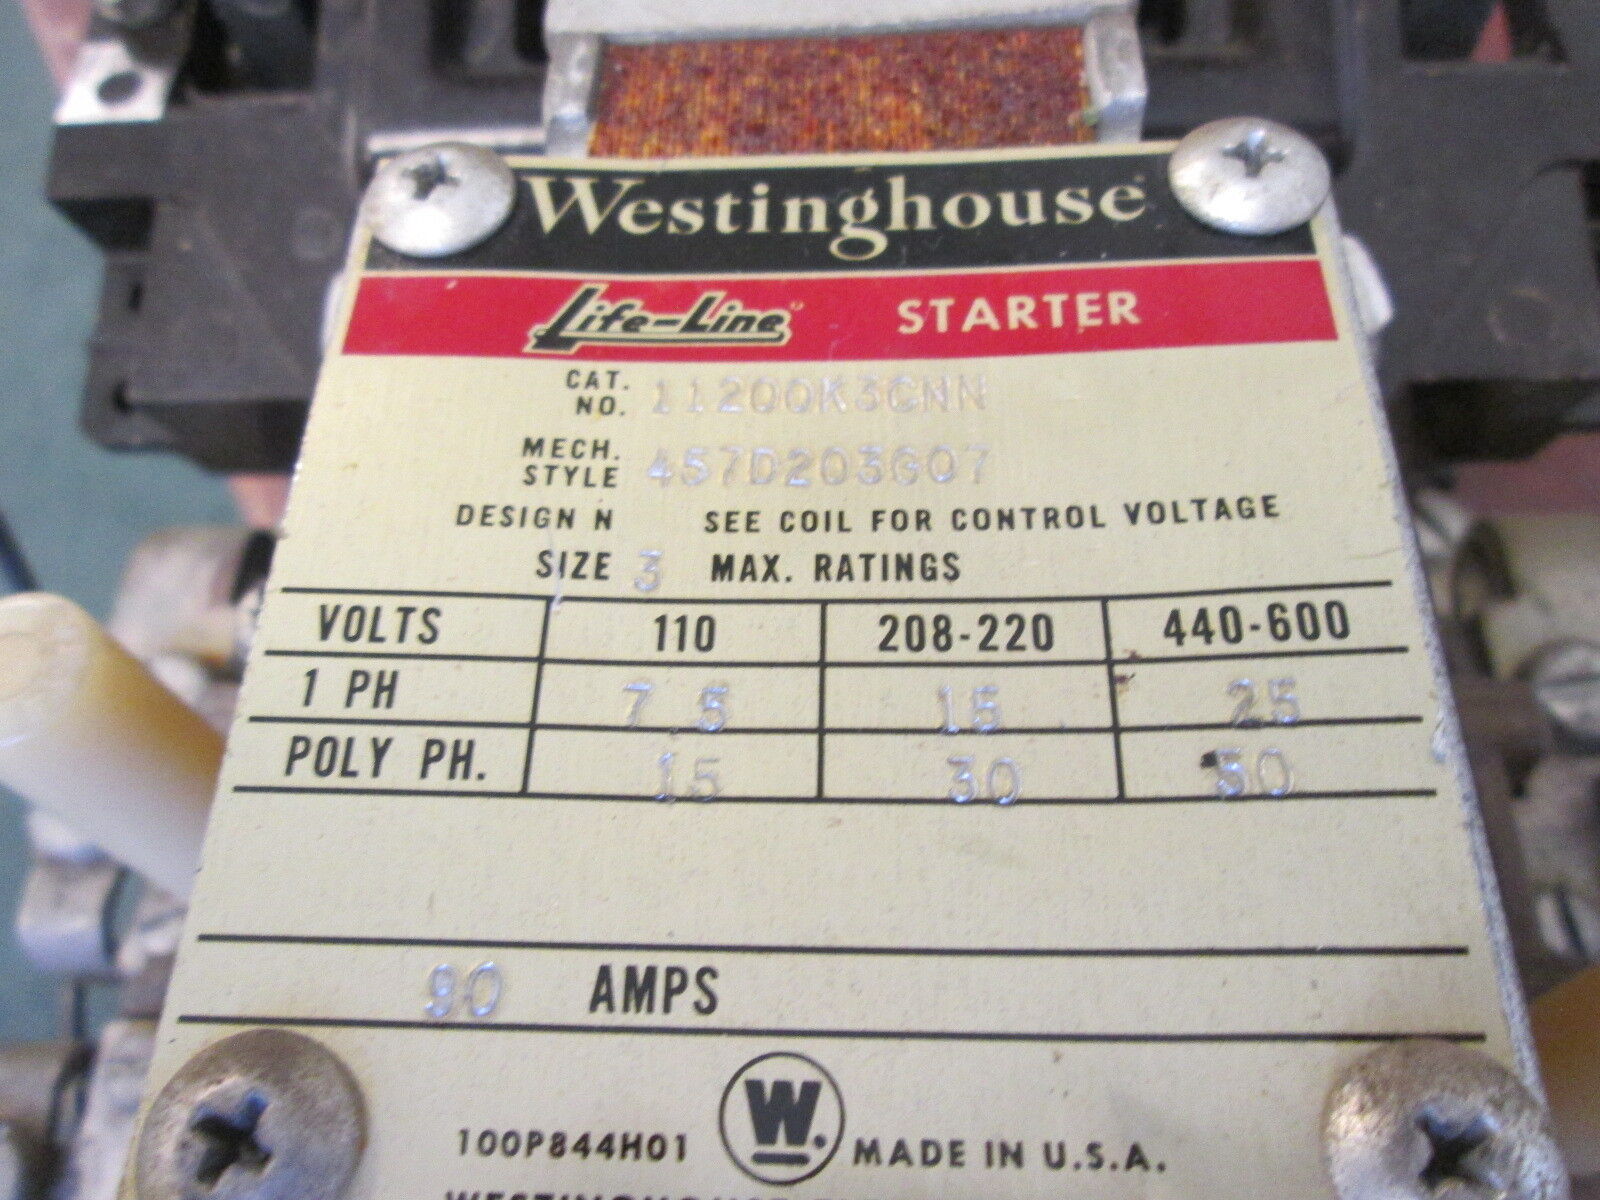 Westinghouse
Life-Line STARTER
CAT. NO. 11200K3CNN
MECH. STYLE 457D203G07
DESIGN N SEE COIL FOR CONTROL VOLTAGE
SIZE 3 MAX. RATINGS
VOLTS 110 208-220 440-600
1 PH 7.5 15 25
POLY PH. 15 30 50
90 AMPS
W
100P844H01 MADE IN U.S.A.
WESTINGHOUSE